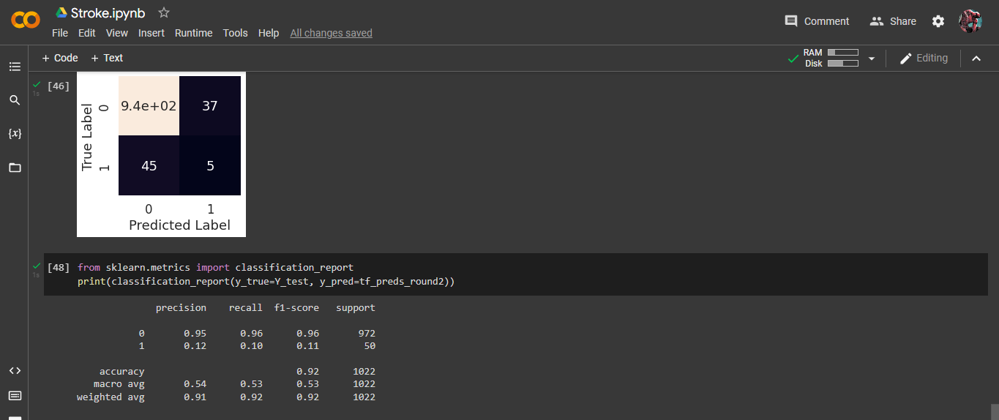 Stroke.ipynb
File Edit View Insert Runtime Tools Help All changes saved
Comment Share
+ Code + Text
RAM
Disk
Editing
{x}
[46]
1s
True Label
0
1
9.4e+02 37
45 5
0 1
Predicted Label
[48] from sklearn.metrics import classification_report
1s
print(classification_report(y_true=Y_test, y_pred=tf_preds_round2))
precision recall f1-score support
0 0.95 0.96 0.96 972
1 0.12 0.10 0.11 50
accuracy 0.92 1022
macro avg 0.54 0.53 0.53 1022
weighted avg 0.91 0.92 0.92 1022